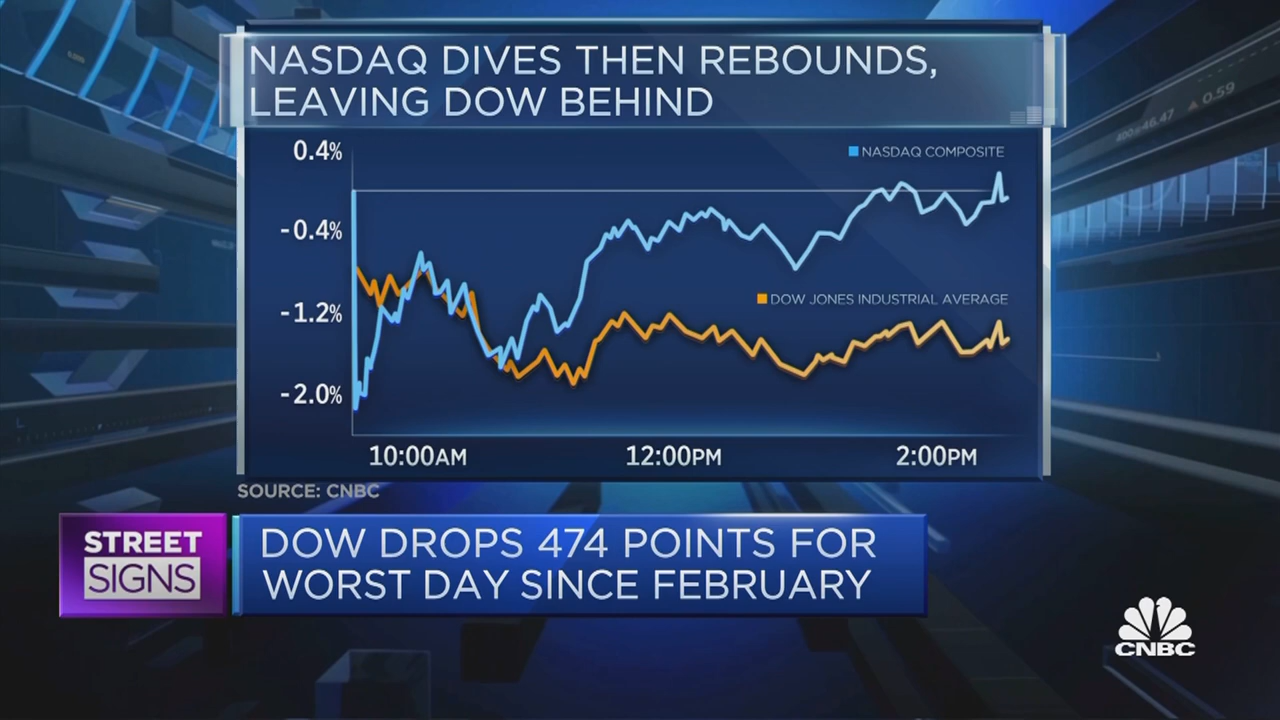 NASDAQ DIVES THEN REBOUNDS,
LEAVING DOW BEHIND
0.4%
NASDAQ COMPOSITE
-0.4%
DOW JONES INDUSTRIAL AVERAGE
-1.2%
-2.0%
10:00AM 12:00PM 2:00PM
SOURCE: CNBC
STREET
SIGNS
DOW DROPS 474 POINTS FOR
WORST DAY SINCE FEBRUARY
CNBC
0.59